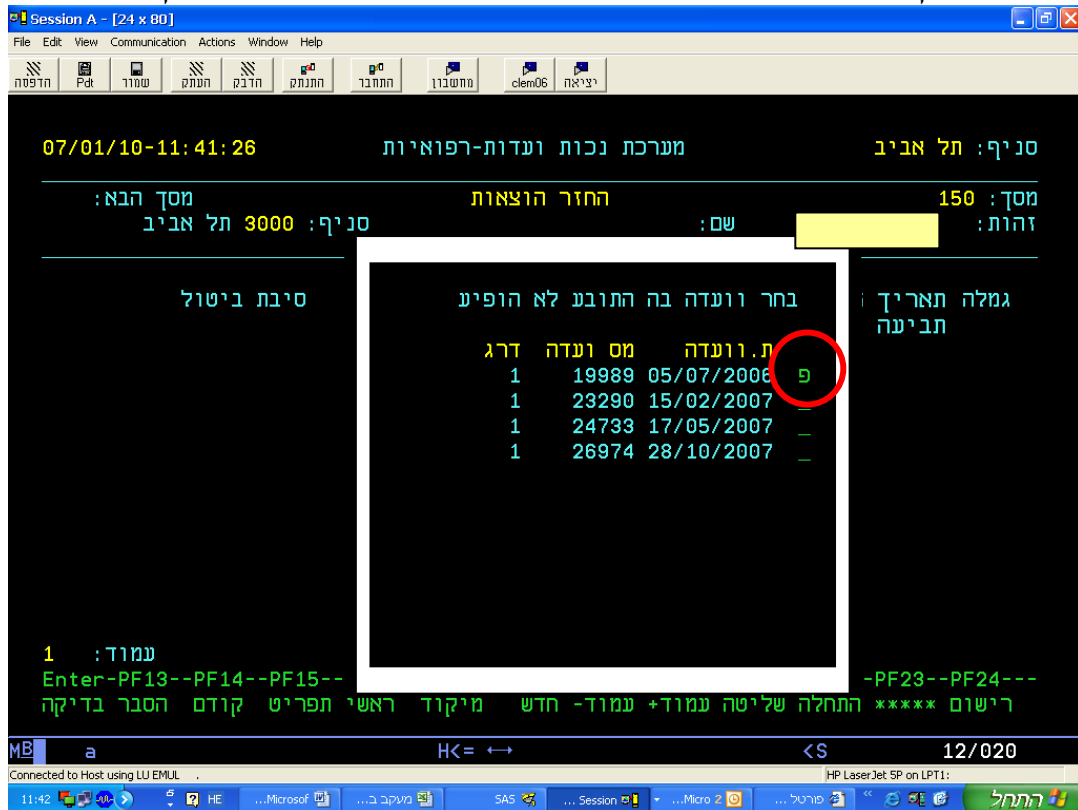 Session A - [24 x 80]
File Edit View Communication Actions Window Help
הדפסה Pdt שמור העתק הדבק התנתק התחבר מחשבון clem06 יציאה
סניף: תל אביב מערכת נכות ועדות-רפואיות 07/01/10-11:41:26
מסך: 150 החזר הוצאות מסך הבא:
זהות: שם: סניף: 3000 תל אביב
גמלה תאריך סיבת ביטול
תביעה
בחר וועדה בה התובע לא הופיע
ת.וועדה מס ועדה דרג
פ 05/07/2006 19989 1
_ 15/02/2007 23290 1
_ 17/05/2007 24733 1
_ 28/10/2007 26974 1
עמוד: 1
Enter-PF13--PF14--PF15-- -PF23--PF24---
רישום ***** התחלה שליטה עמוד+ עמוד- חדש מיקוד ראשי תפריט קודם הסבר בדיקה
MB a H<= ↔ <S 12/020
Connected to Host using LU EMUL . HP LaserJet 5P on LPT1:
התחל פורטל ... Micro 2... Session ... SAS מעקב ב... Microsof... HE 11:42